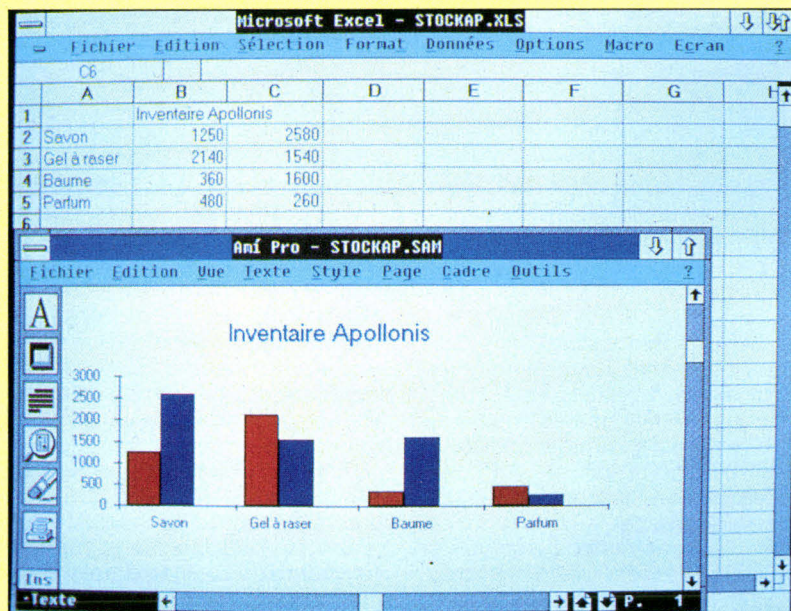 Microsoft Excel - STOCKAP.XLS
Fichier Edition Sélection Format Données Options Macro Ecran ?
C6
A B C D E F G H
1 Inventaire Apollonis
2 Savon 1250 2580
3 Gel à raser 2140 1540
4 Baume 360 1600
5 Parfum 480 260
6
Ami Pro - STOCKAP.SAM
Fichier Edition Vue Texte Style Page Cadre Outils ?
A
Inventaire Apollonis
3000
2500
2000
1500
1000
500
0
Savon Gel à raser Baume Parfum
Ins
-Texte P. 1